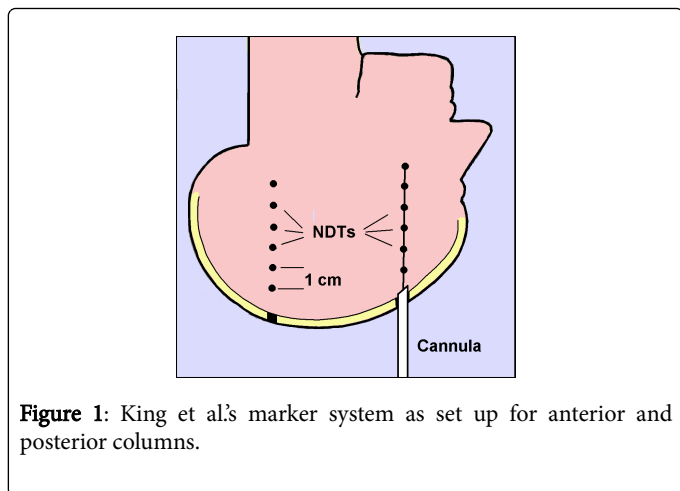 NDTs
1 cm
Cannula
Figure 1: King et al.'s marker system as set up for anterior and
posterior columns.